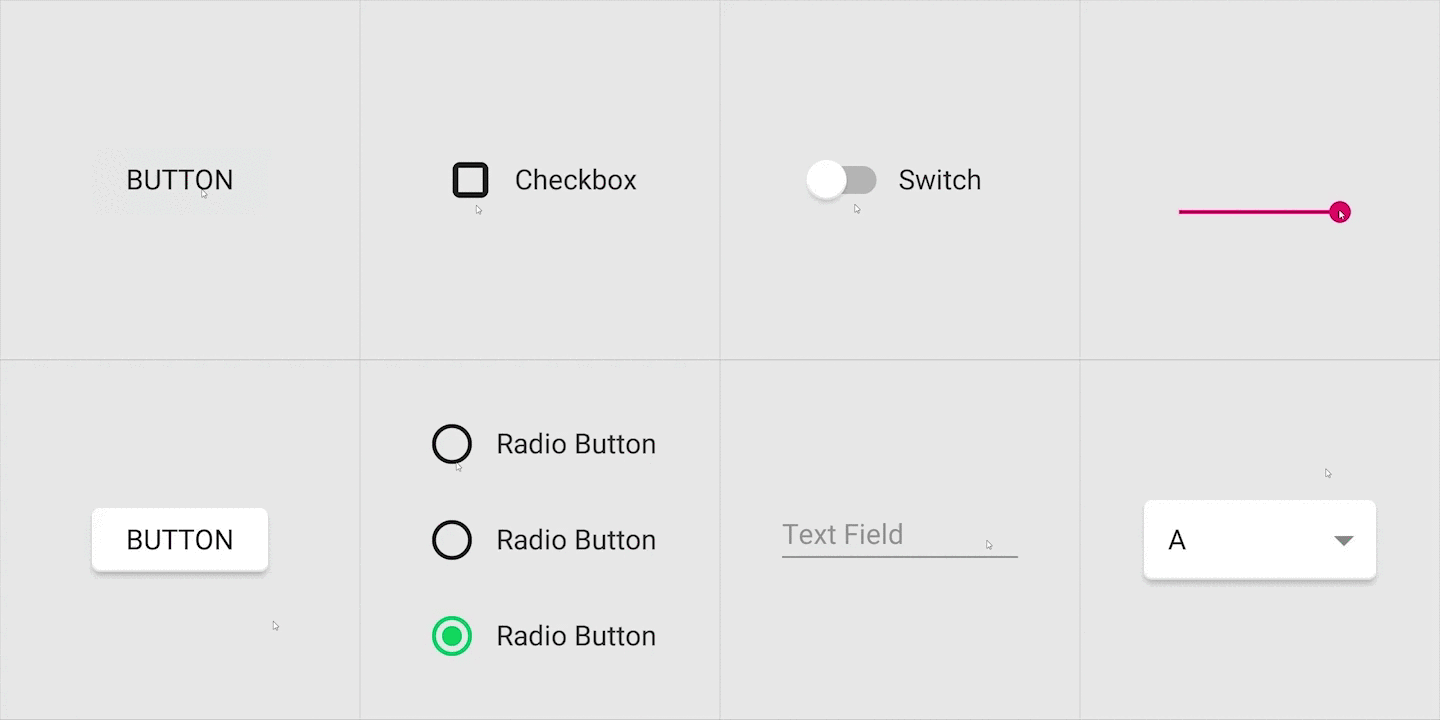 BUTTON
Checkbox
Switch
BUTTON
Radio Button
Radio Button
Radio Button
Text Field
A